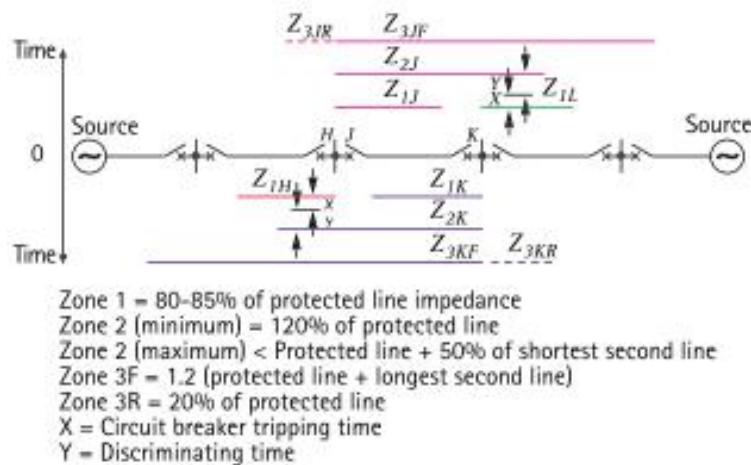 Z3JR Z3JF
Time
Z2J
Y
Z1J X Z1L
Source H J K Source
0
Z1H Z1K
X
Y Z2K
Time Z3KF Z3KR
Zone 1 = 80-85% of protected line impedance
Zone 2 (minimum) = 120% of protected line
Zone 2 (maximum) < Protected line + 50% of shortest second line
Zone 3F = 1.2 (protected line + longest second line)
Zone 3R = 20% of protected line
X = Circuit breaker tripping time
Y = Discriminating time